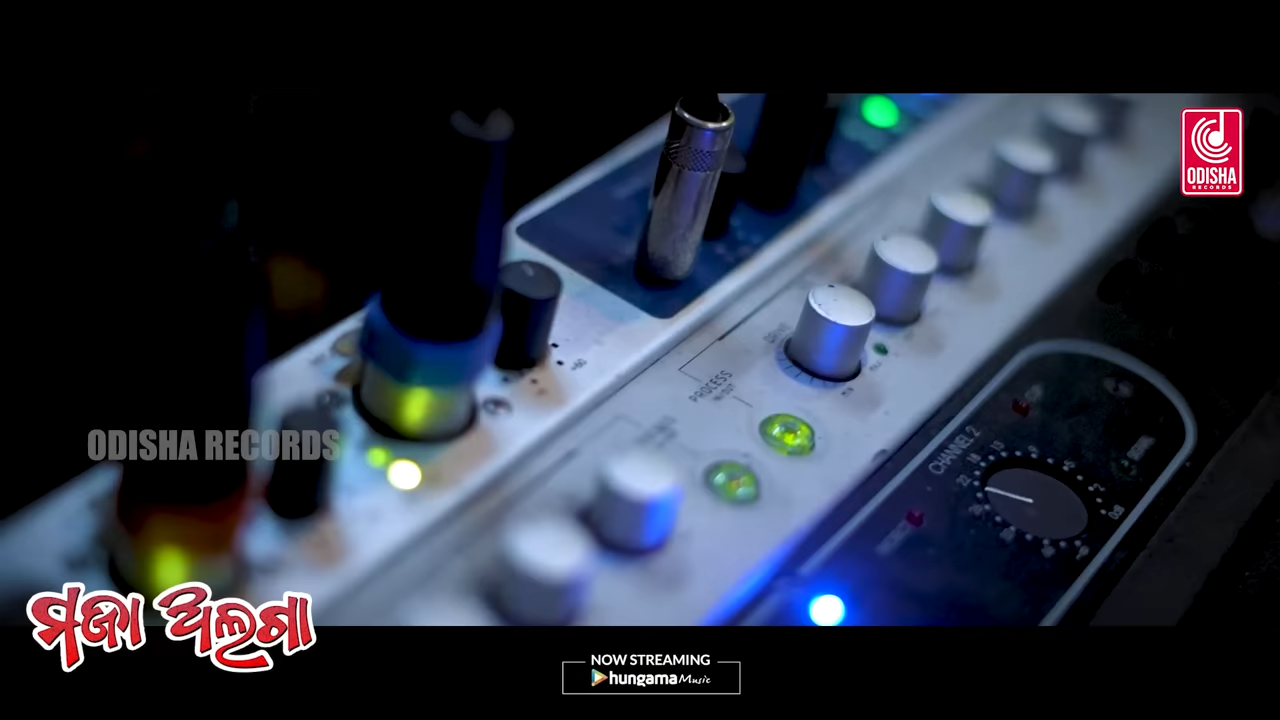 ODISHA
RECORDS
PROCESS
CHANNEL 2
ODISHA RECORDS
ମଜା ଅଲଗା
NOW STREAMING
hungama Music